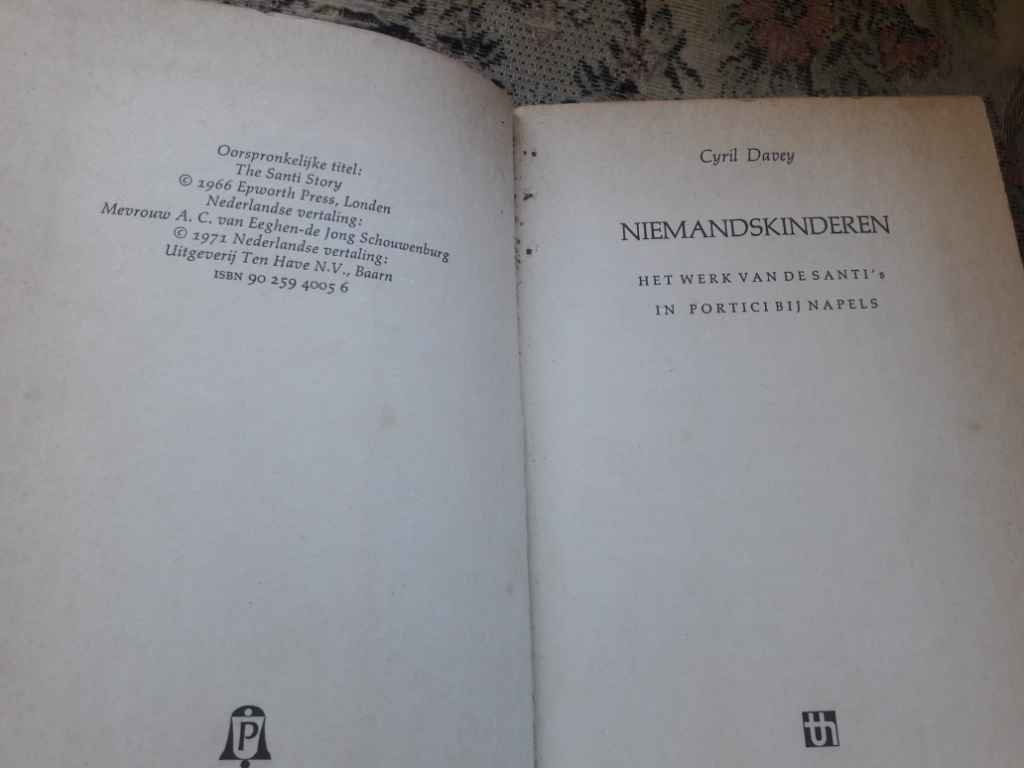 Oorspronkelijke titel:
The Santi Story
© 1966 Epworth Press, Londen
Nederlandse vertaling:
Mevrouw A. C. van Eeghen-de Jong Schouwenburg
© 1971 Nederlandse vertaling:
Uitgeverij Ten Have N.V., Baarn
ISBN 90 259 4005 6
P
Cyril Davey
NIEMANDSKINDEREN
HET WERK VAN DE SANTI's
IN PORTICI BIJ NAPELS
th